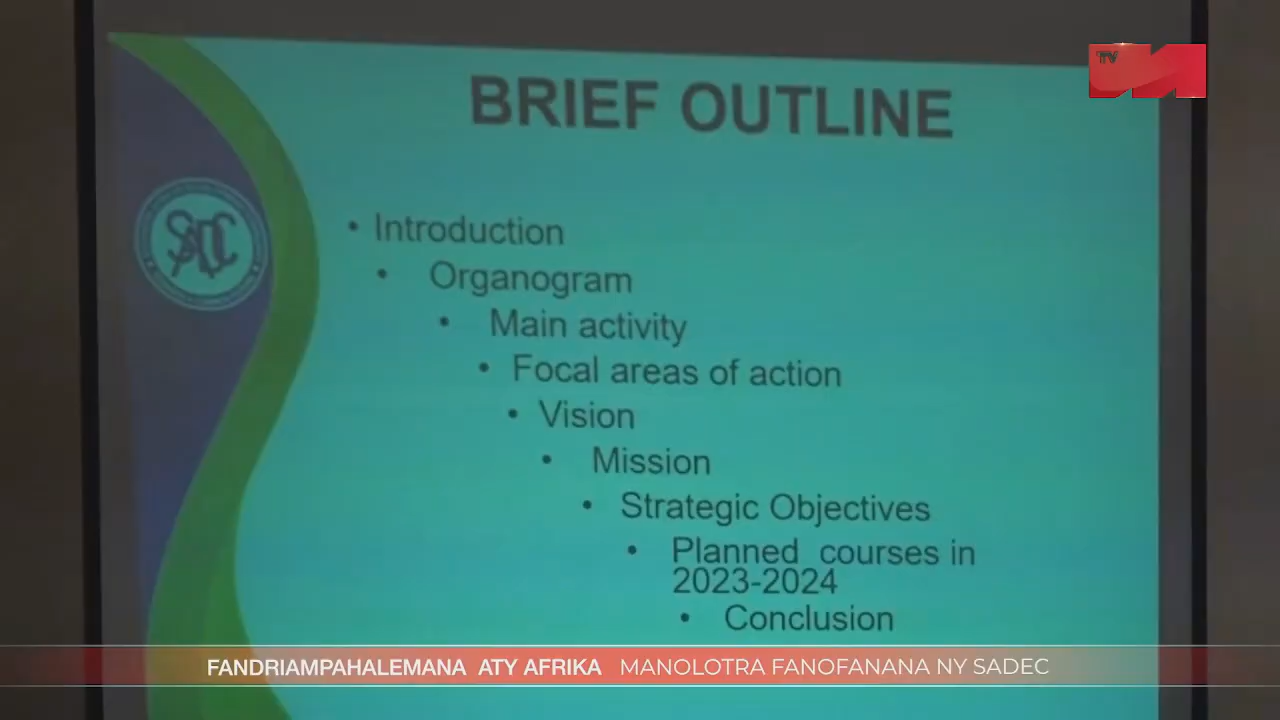 TV
BRIEF OUTLINE
SADC
• Introduction
• Organogram
• Main activity
• Focal areas of action
• Vision
• Mission
• Strategic Objectives
• Planned courses in
2023-2024
• Conclusion
FANDRIAMPAHALEMANA ATY AFRIKA MANOLOTRA FANOFANANA NY SADEC